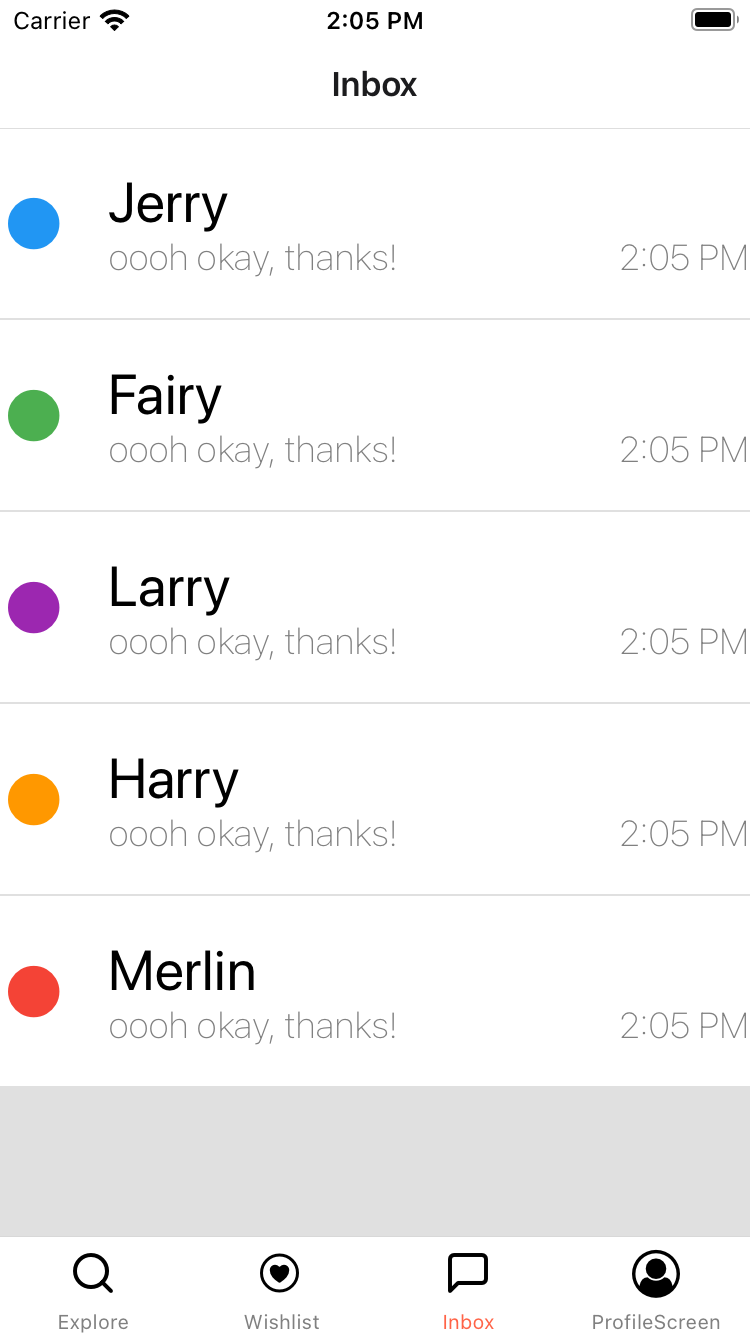 Carrier 2:05 PM
Inbox
Jerry
oooh okay, thanks! 2:05 PM
Fairy
oooh okay, thanks! 2:05 PM
Larry
oooh okay, thanks! 2:05 PM
Harry
oooh okay, thanks! 2:05 PM
Merlin
oooh okay, thanks! 2:05 PM
Explore Wishlist Inbox ProfileScreen